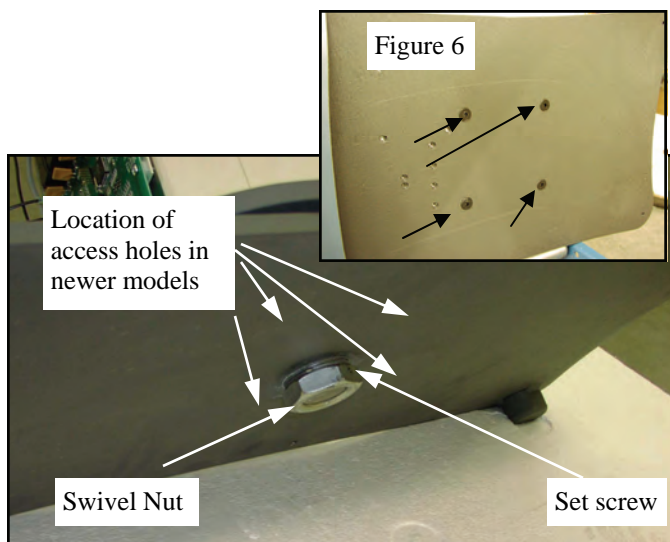 Figure 6
Location of
access holes in
newer models
Swivel Nut
Set screw